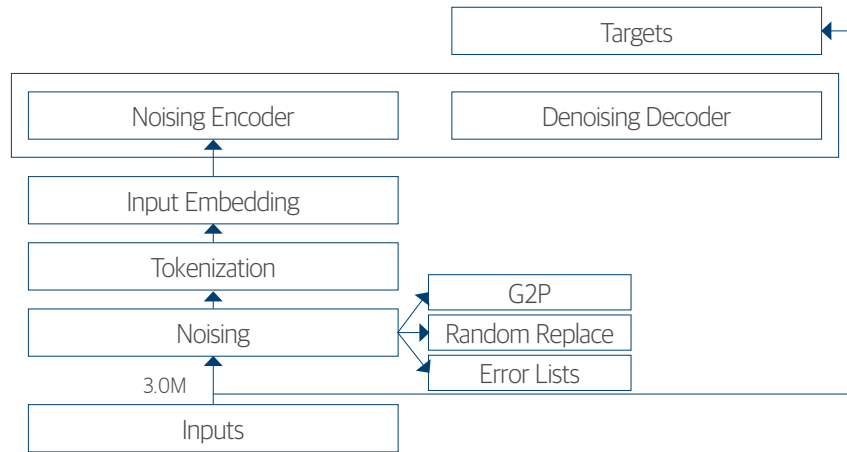 Targets
Noising Encoder
Denoising Decoder
Input Embedding
Tokenization
G2P
Noising
Random Replace
Error Lists
3.0M
Inputs